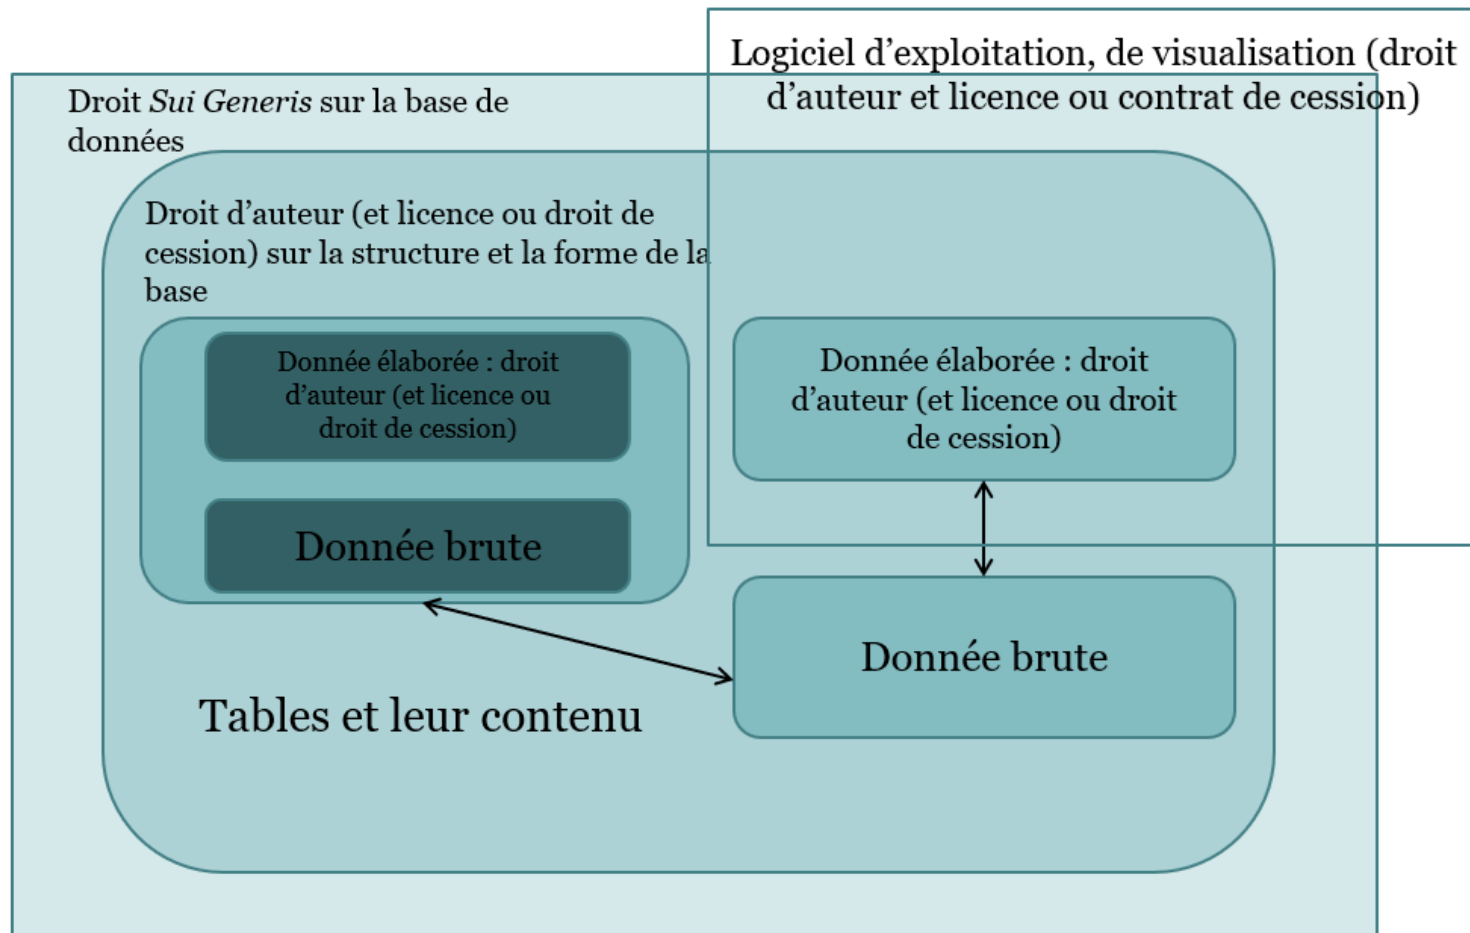 Logiciel d’exploitation, de visualisation (droit
d’auteur et licence ou contrat de cession)
Droit Sui Generis sur la base de
données
Droit d’auteur (et licence ou droit de
cession) sur la structure et la forme de la
base
Donnée élaborée : droit
d’auteur (et licence ou
droit de cession)
Donnée élaborée : droit
d’auteur (et licence ou droit
de cession)
Donnée brute
Donnée brute
Tables et leur contenu